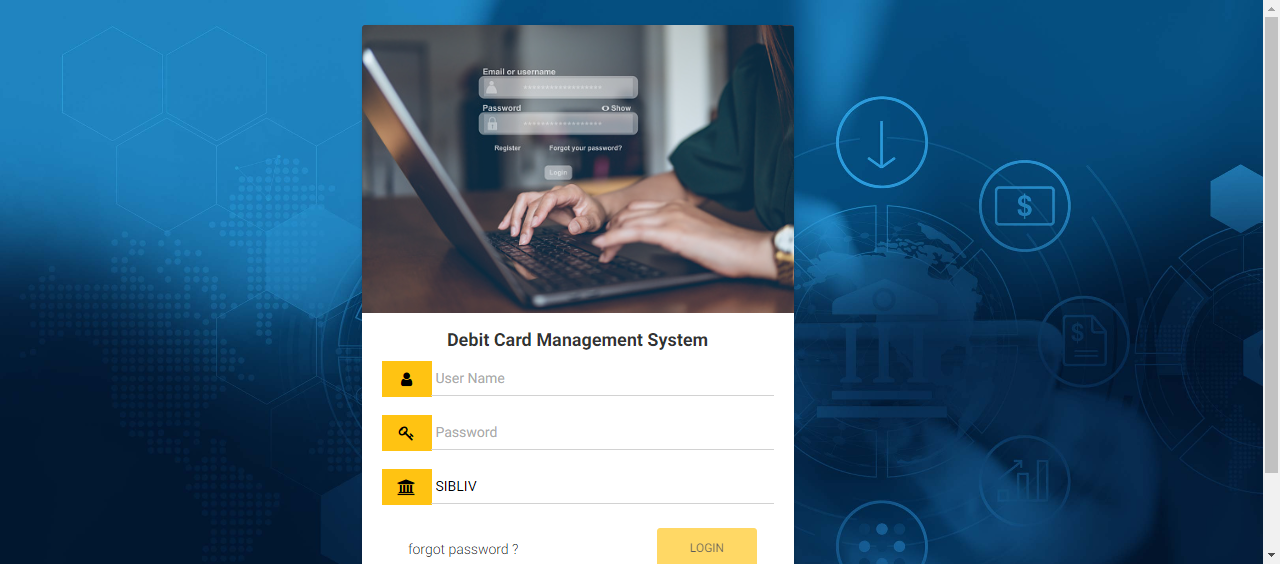 Email or username
Password Show
Register Forgot your password?
Login
Debit Card Management System
User Name
Password
SIBLIV
forgot password ?
LOGIN